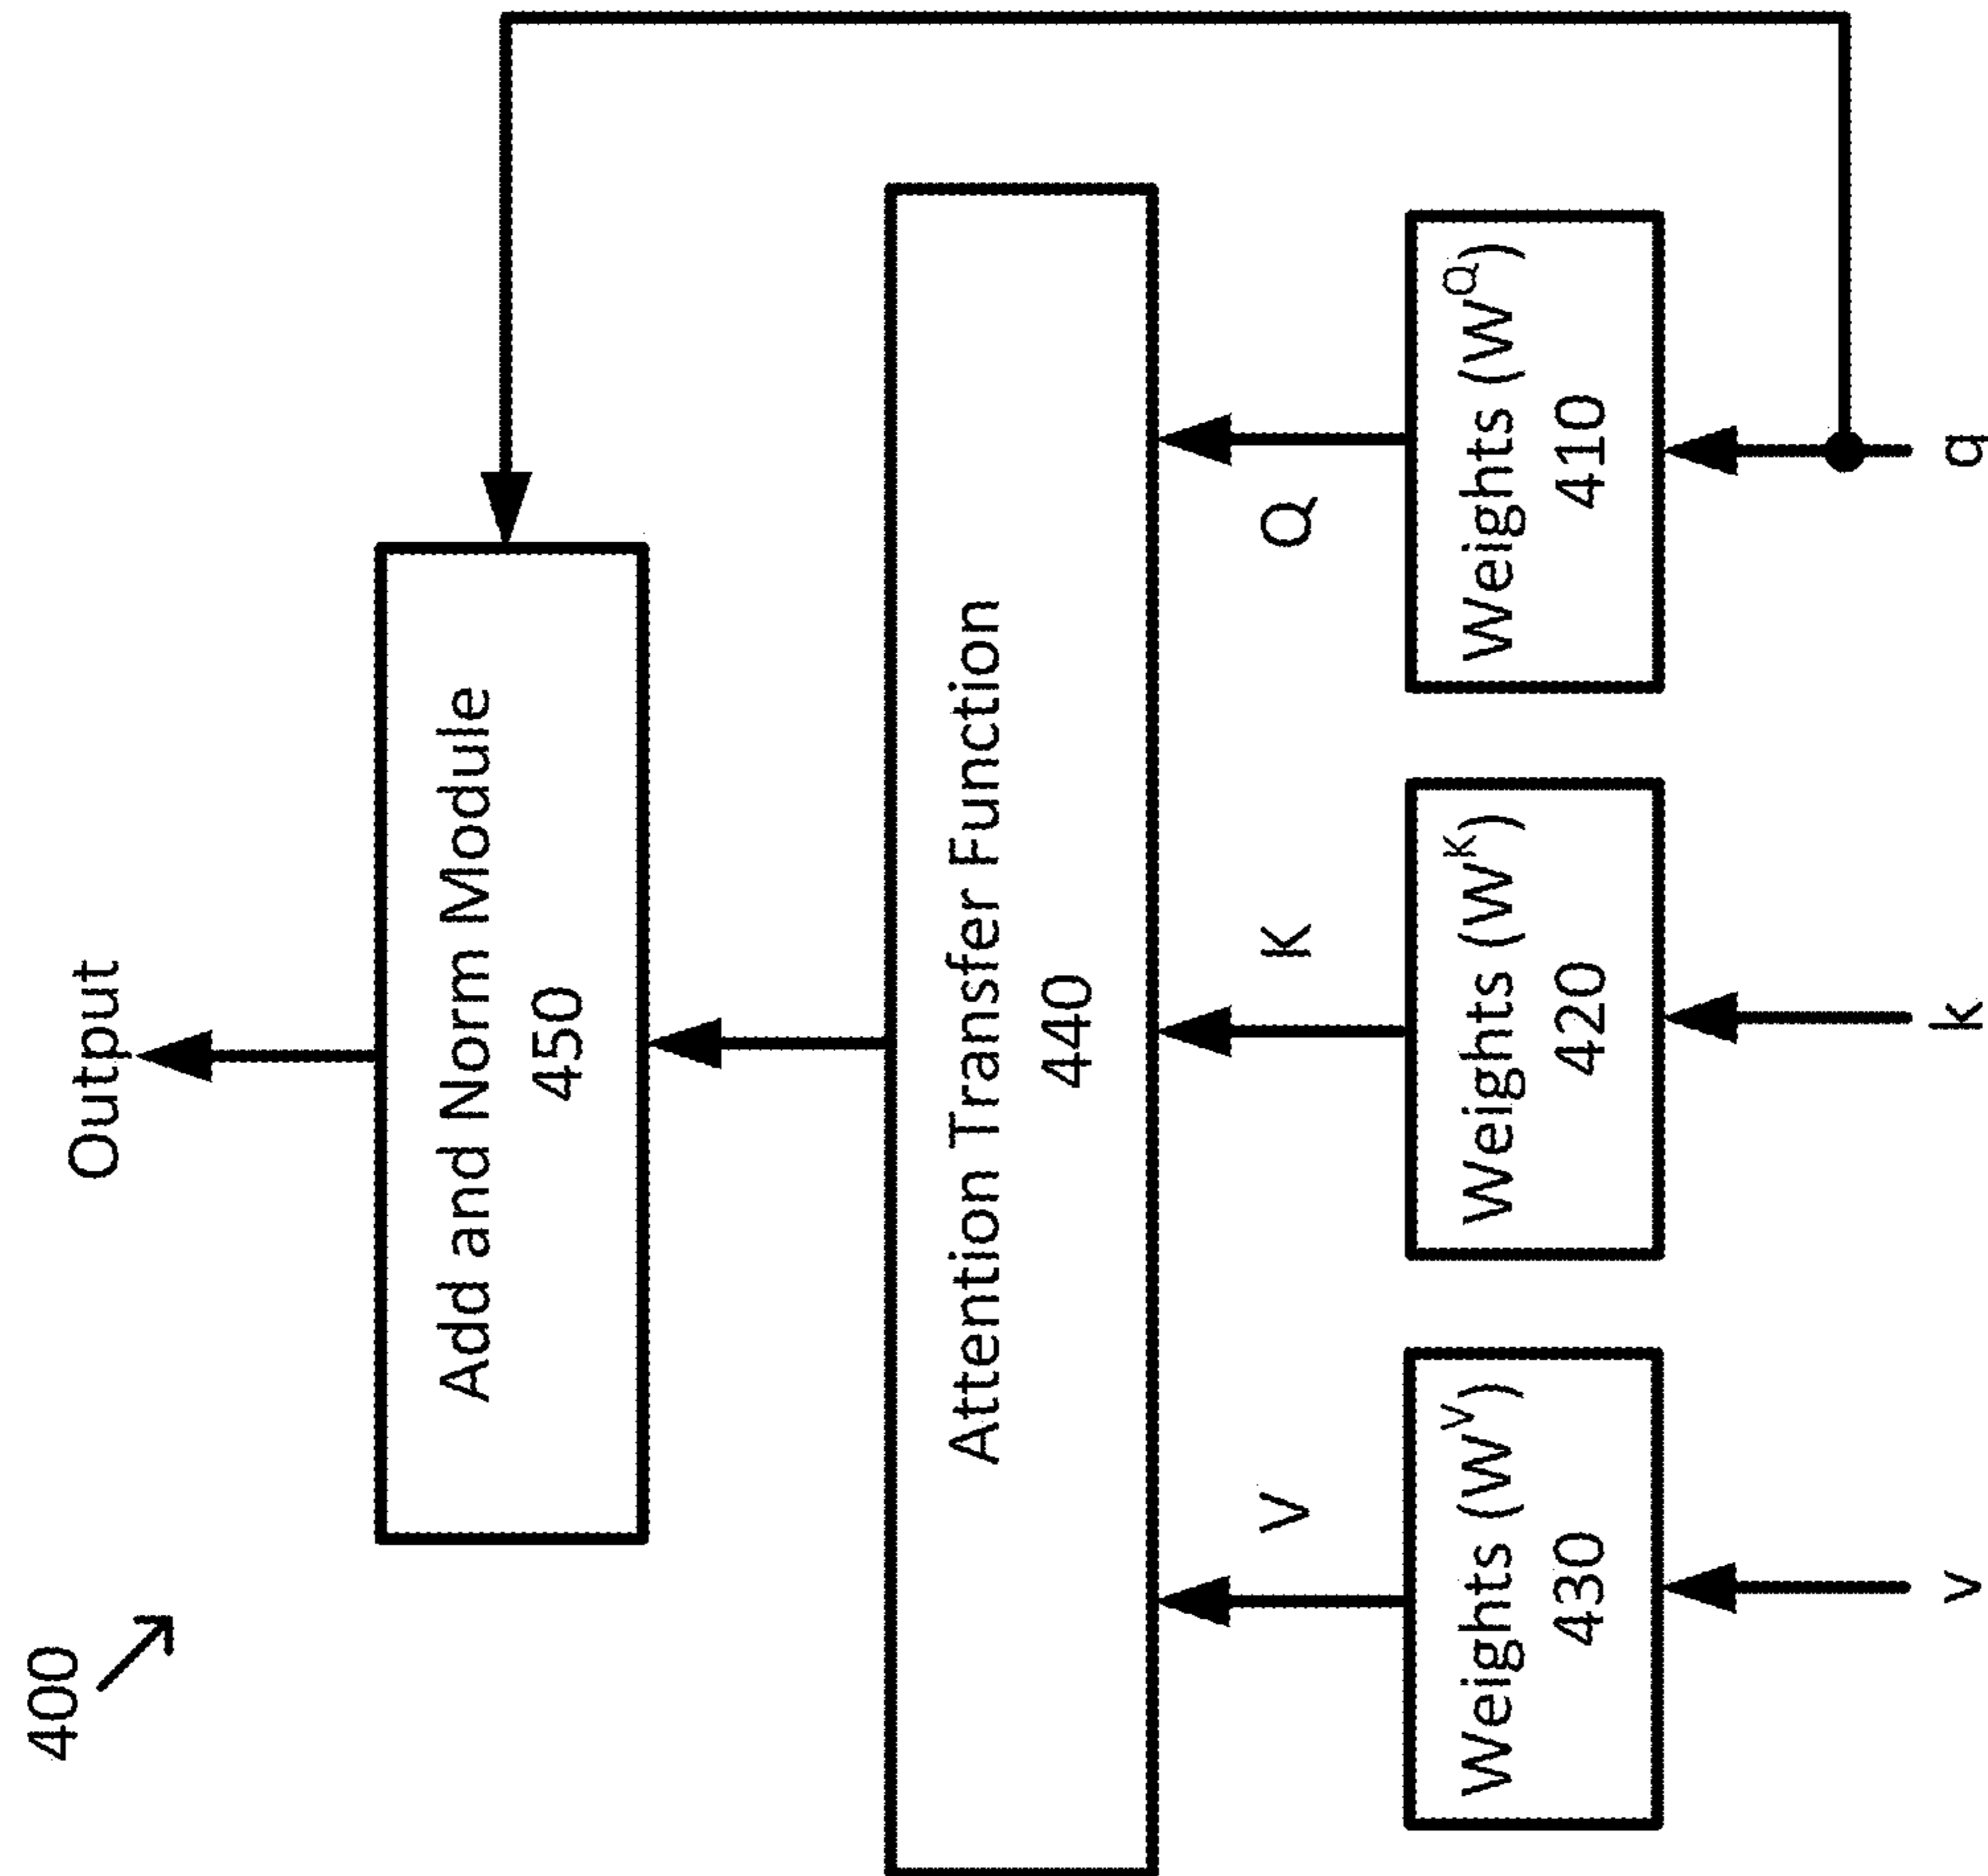 400
Output
Add and Norm Module
450
Attention Transfer Function
440
V
K
Q
Weights (W^V)
430
Weights (W^K)
420
Weights (W^Q)
410
v
k
q